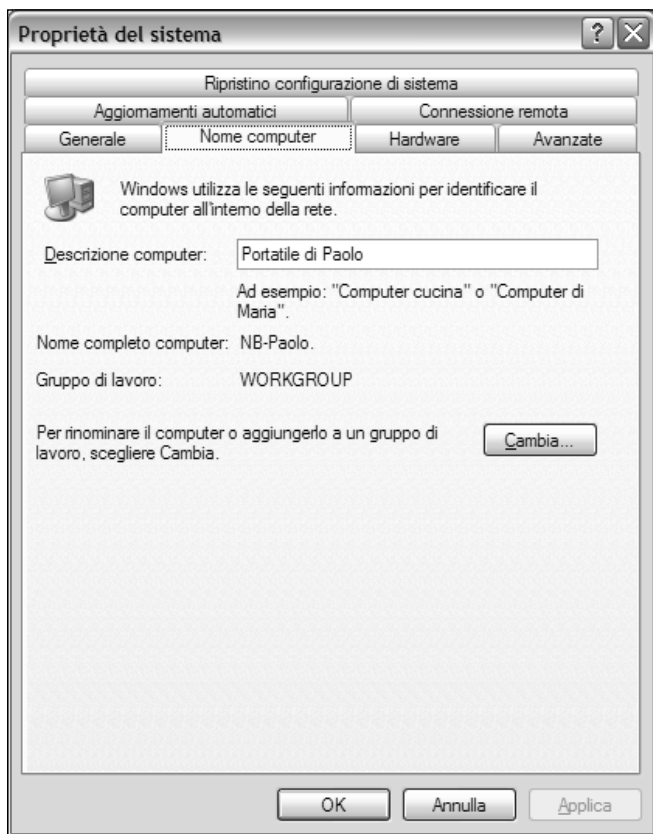 Proprietà del sistema
Ripristino configurazione di sistema
Aggiornamenti automatici
Connessione remota
Generale
Nome computer
Hardware
Avanzate
Windows utilizza le seguenti informazioni per identificare il
computer all'interno della rete.
Descrizione computer: Portatile di Paolo
Ad esempio: "Computer cucina" o "Computer di
Maria".
Nome completo computer: NB-Paolo.
Gruppo di lavoro: WORKGROUP
Per rinominare il computer o aggiungerlo a un gruppo di
lavoro, scegliere Cambia.
Cambia...
OK
Annulla
Applica